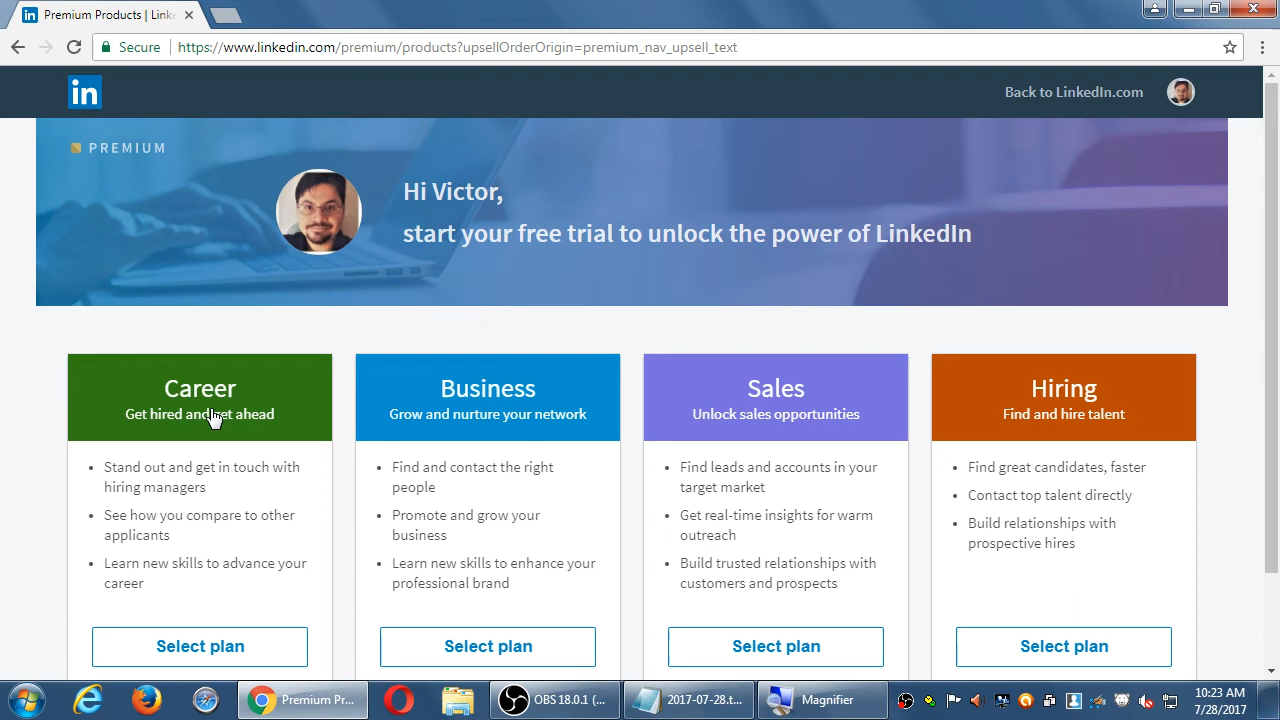 Premium Products | Link
Secure
https://www.linkedin.com/premium/products?upsellOrderOrigin=premium_nav_upsell_text
in
Back to LinkedIn.com
PREMIUM
Hi Victor,
start your free trial to unlock the power of LinkedIn
Career
Get hired and get ahead
Business
Grow and nurture your network
Sales
Unlock sales opportunities
Hiring
Find and hire talent
• Stand out and get in touch with
hiring managers
• See how you compare to other
applicants
• Learn new skills to advance your
career
• Find and contact the right
people
• Promote and grow your
business
• Learn new skills to enhance your
professional brand
• Find leads and accounts in your
target market
• Get real-time insights for warm
outreach
• Build trusted relationships with
customers and prospects
• Find great candidates, faster
• Contact top talent directly
• Build relationships with
prospective hires
Select plan
Select plan
Select plan
Select plan
Premium Pr...
OBS 18.0.1 (...
2017-07-28.t...
Magnifier
10:23 AM
7/28/2017